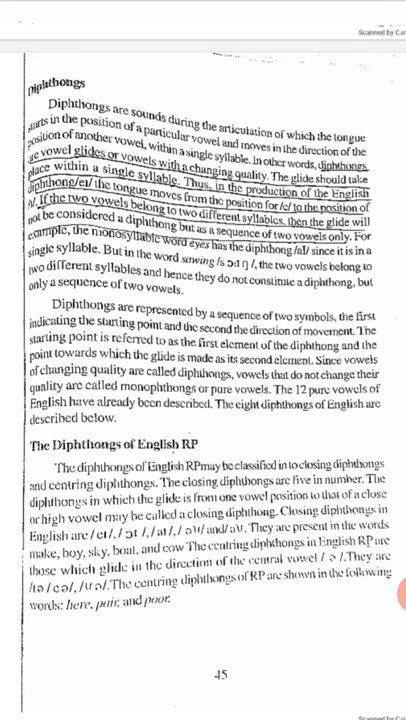 Scanned by Car
Diphthongs
Diphthongs are sounds during the articulation of which the tongue
starts in the position of a particular vowel and moves in the direction of the
position of another vowel, within a single syllable. In other words, diphthongs
are vowel glides or vowels with a changing quality. The glide should take
place within a single syllable. Thus, in the production of the English
diphthong/eɪ/ the tongue moves from the position for /e/ to the position of
/ɪ/. If the two vowels belong to two different syllables, then the glide will
not be considered a diphthong but as a sequence of two vowels only. For
example, the monosyllabic word eyes has the diphthong /aI/ since it is in a
single syllable. But in the word sawing /s ɔ:ɪ ŋ /, the two vowels belong to
two different syllables and hence they do not constitute a diphthong, but
only a sequence of two vowels.
Diphthongs are represented by a sequence of two symbols, the first
indicating the starting point and the second the direction of movement. The
starting point is referred to as the first element of the diphthong and the
point towards which the glide is made as its second element. Since vowels
of changing quality are called diphthongs, vowels that do not change their
quality are called monophthongs or pure vowels. The 12 pure vowels of
English have already been described. The eight diphthongs of English are
described below.
The Diphthongs of English RP
The diphthongs of English RPmay be classified in to closing diphthongs
and centring diphthongs. The closing diphthongs are five in number. The
diphthongs in which the glide is from one vowel position to that of a close
or high vowel may be called a closing diphthong. Closing diphthongs in
English are / eɪ/, / ɔɪ /, / aɪ /, / əʊ/ and/ aʊ. They are present in the words
make, boy, sky, boat, and cow The centring diphthongs in English RP are
those which glide in the direction of the central vowel / ə /.They are
/ɪə / eə/, /ʊ ə/.The centring diphthongs of RP are shown in the following
words: here, pair, and poor.
45
Scanned by Car